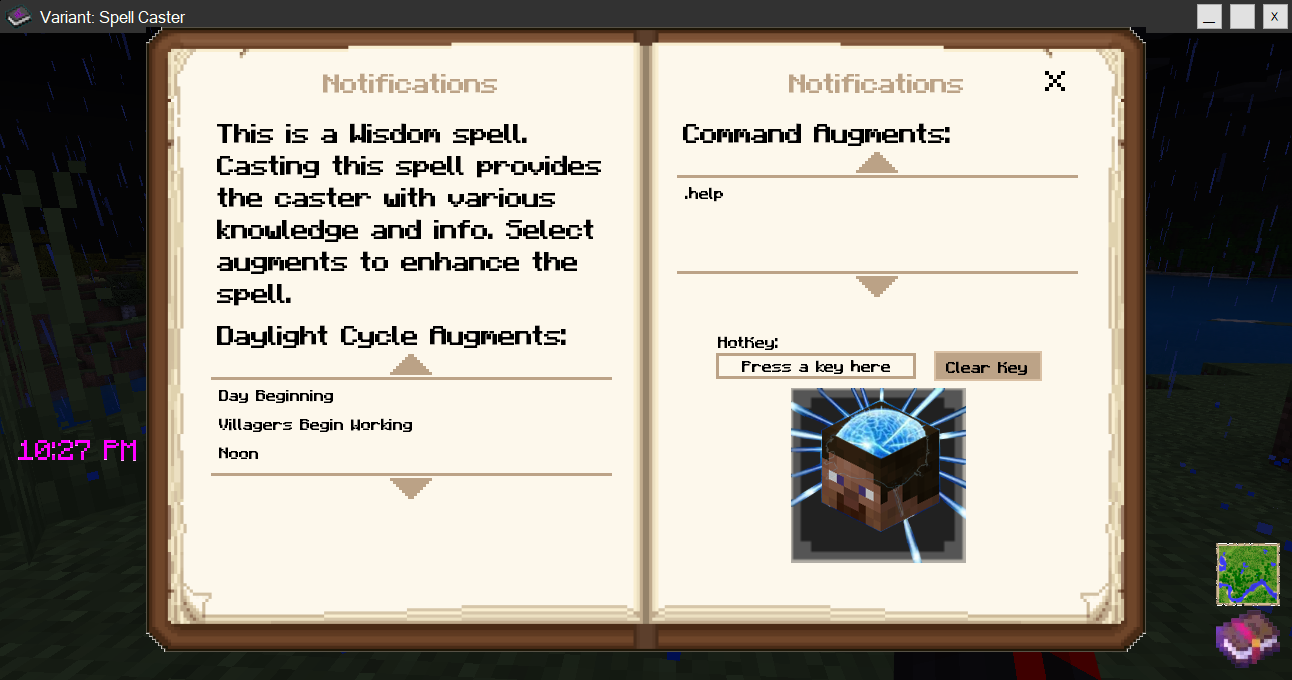 Variant: Spell Caster
_ X
Notifications
This is a Wisdom spell.
Casting this spell provides
the caster with various
knowledge and info. Select
augments to enhance the
spell.
Daylight Cycle Augments:
Day Beginning
Villagers Begin Working
Noon
10:27 PM
Notifications
X
Command Augments:
.help
HotKey:
Press a key here
Clear Key